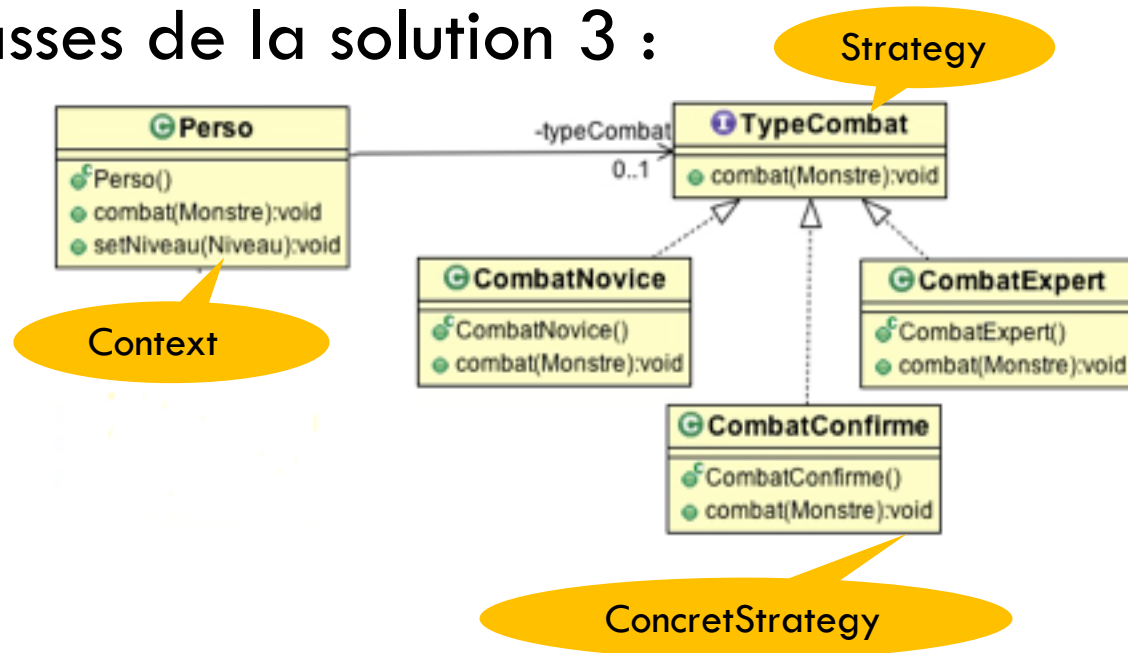 asses de la solution 3 :
Strategy
Perso
Perso()
combat(Monstre):void
setNiveau(Niveau):void
-typeCombat
0..1
TypeCombat
combat(Monstre):void
Context
CombatNovice
CombatNovice()
combat(Monstre):void
CombatExpert
CombatExpert()
combat(Monstre):void
CombatConfirme
CombatConfirme()
combat(Monstre):void
ConcretStrategy